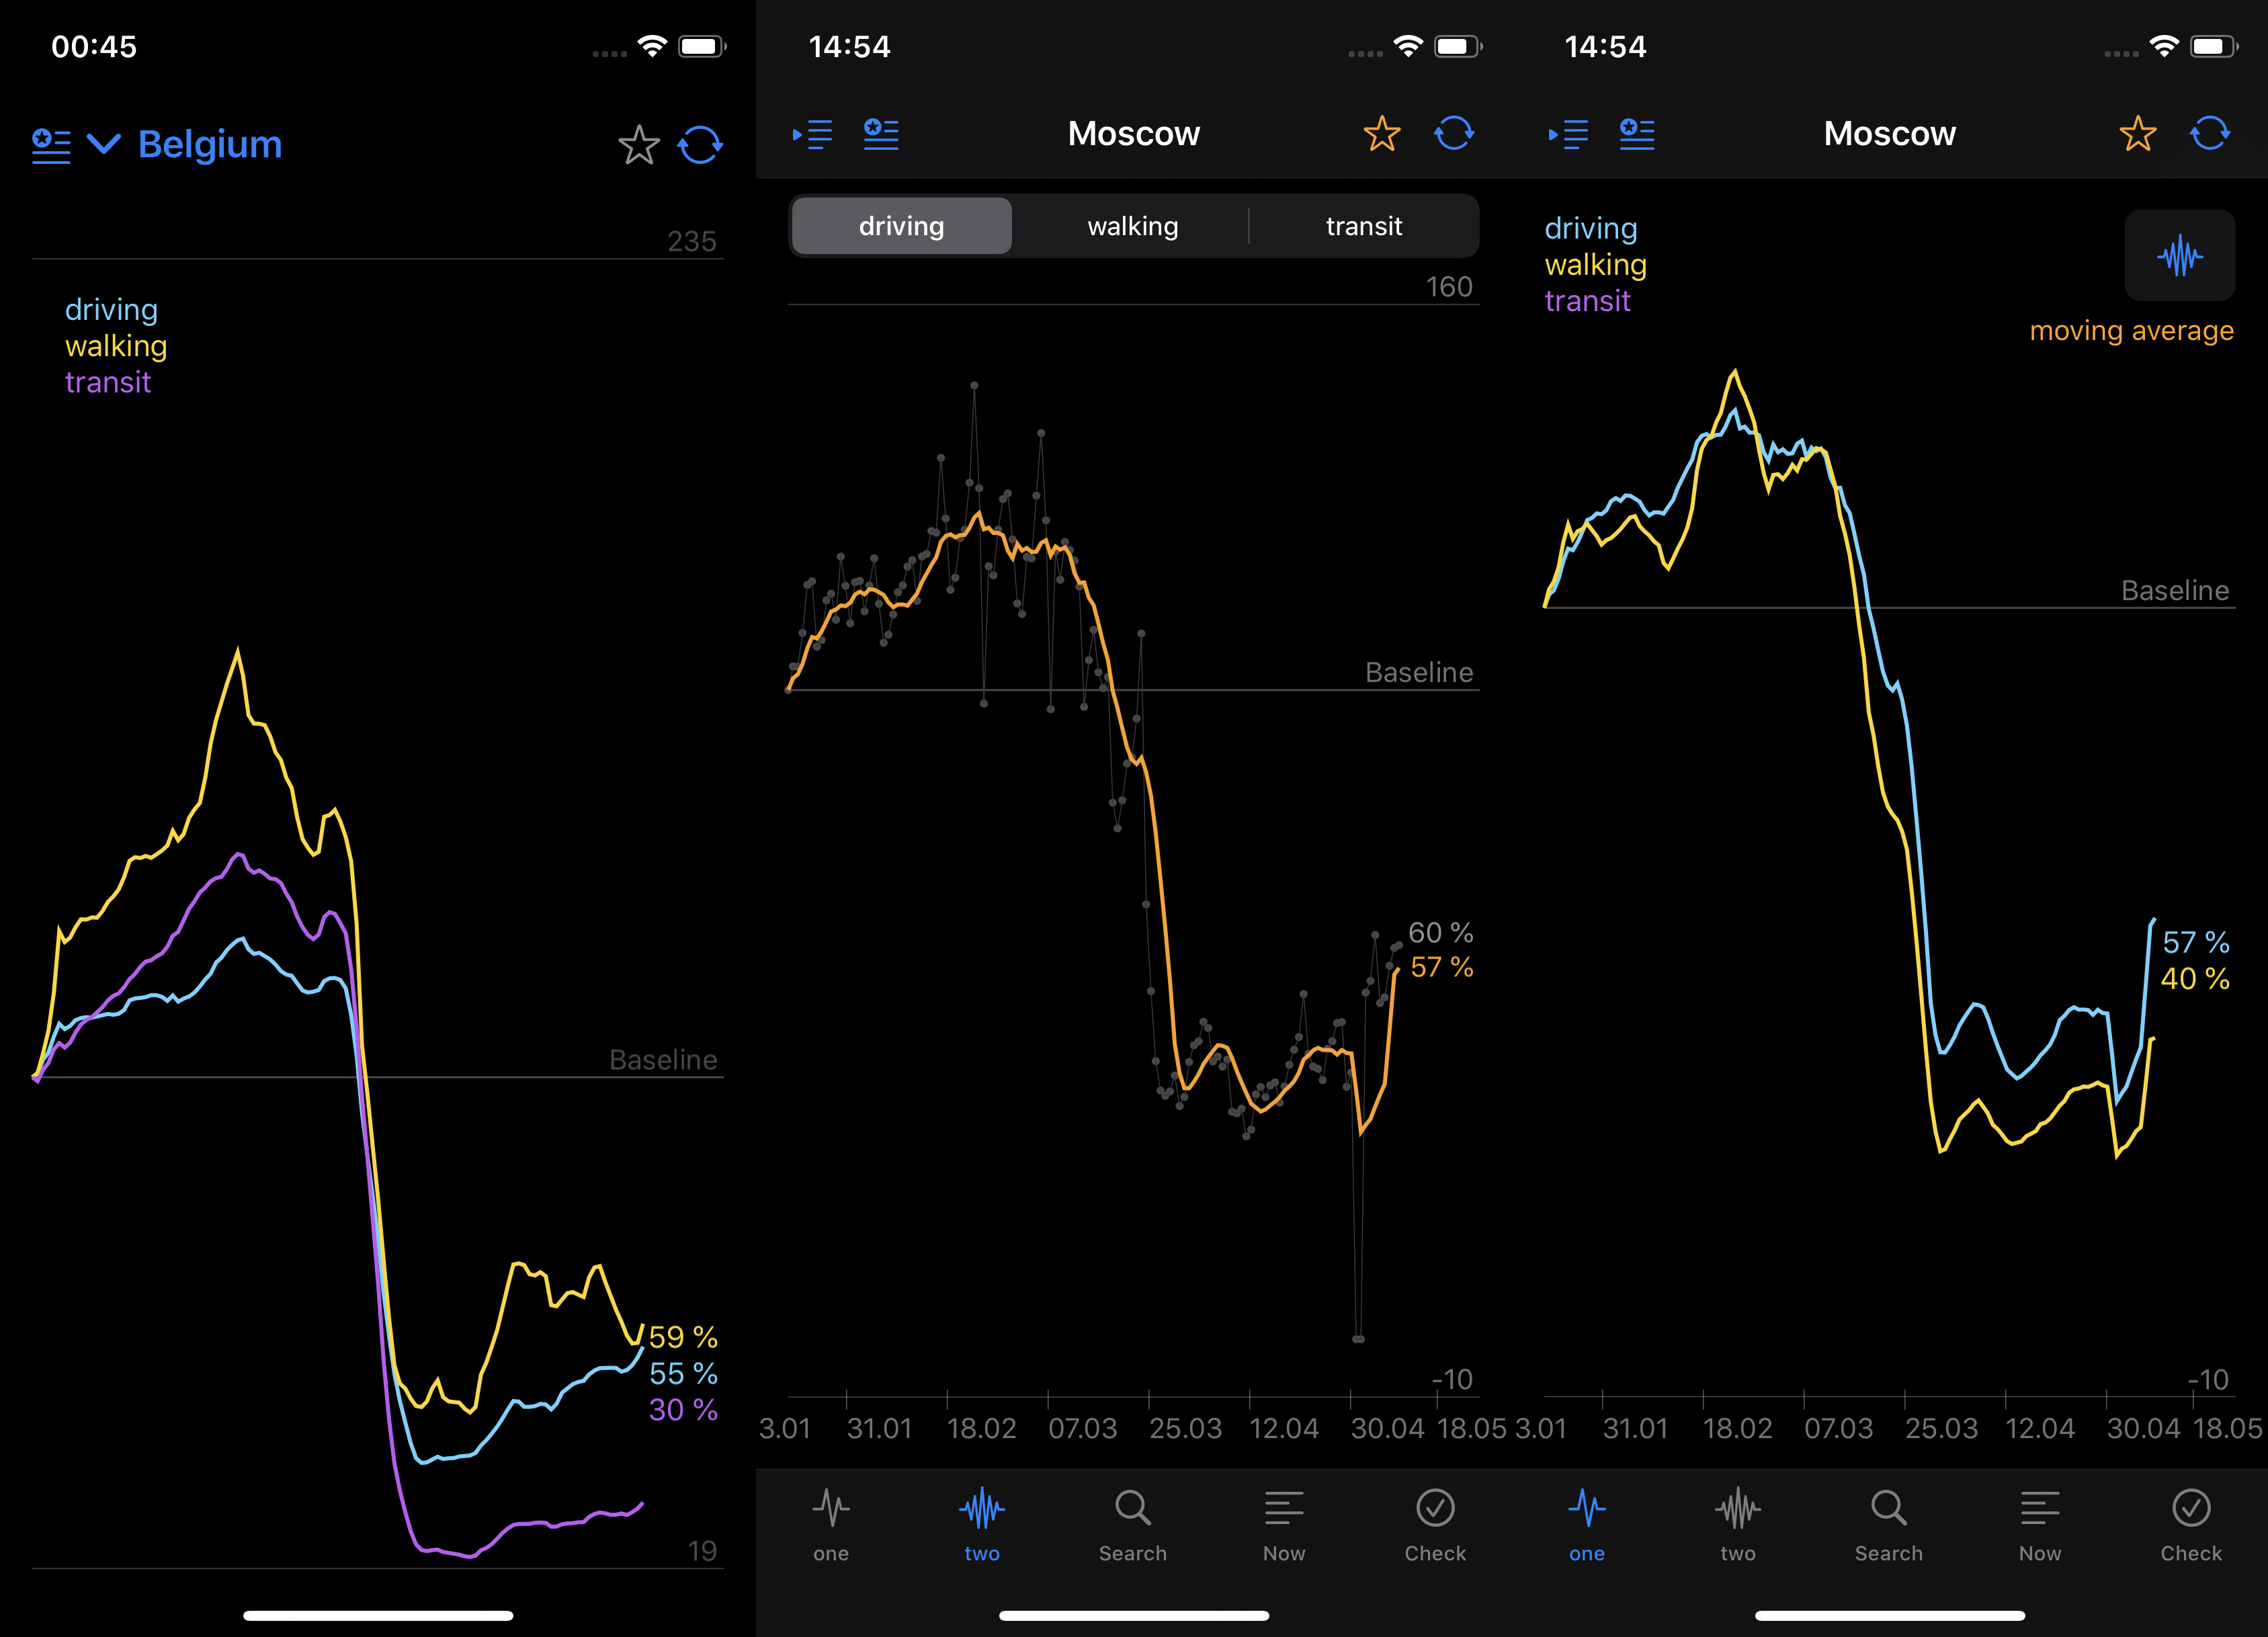 00:45
Belgium
235
driving
walking
transit
Baseline
59 %
55 %
30 %
19
14:54
Moscow
driving walking transit
160
Baseline
60 %
57 %
-10
3.01 31.01 18.02 07.03 25.03 12.04 30.04 18.05
one two Search Now Check
14:54
Moscow
driving
walking
transit
moving average
Baseline
57 %
40 %
-10
3.01 31.01 18.02 07.03 25.03 12.04 30.04 18.05
one two Search Now Check